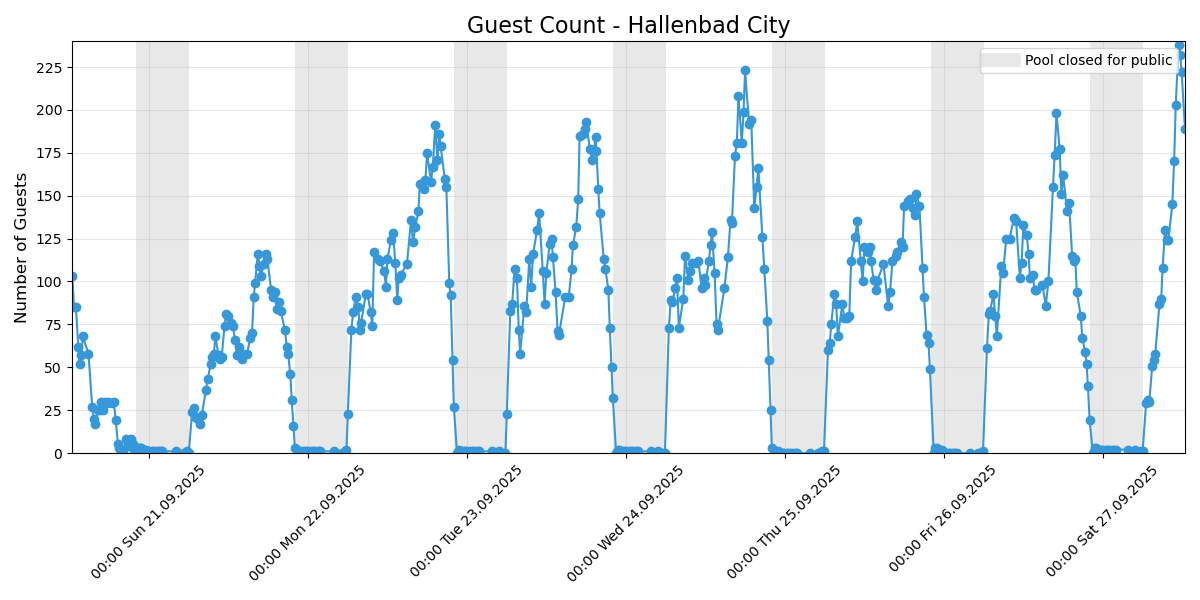 Guest Count - Hallenbad City
Pool closed for public
Number of Guests
225
200
175
150
125
100
75
50
25
0
00:00 Sun 21.09.2025
00:00 Mon 22.09.2025
00:00 Tue 23.09.2025
00:00 Wed 24.09.2025
00:00 Thu 25.09.2025
00:00 Fri 26.09.2025
00:00 Sat 27.09.2025